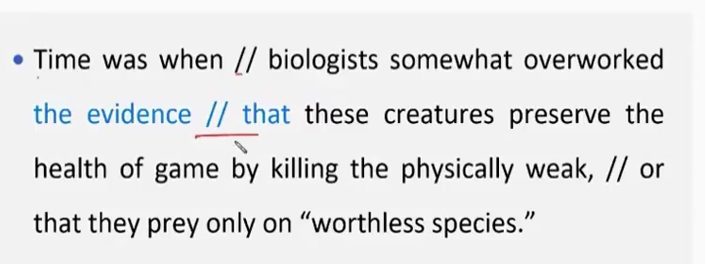 • Time was when // biologists somewhat overworked
the evidence // that these creatures preserve the
health of game by killing the physically weak, // or
that they prey only on “worthless species.”